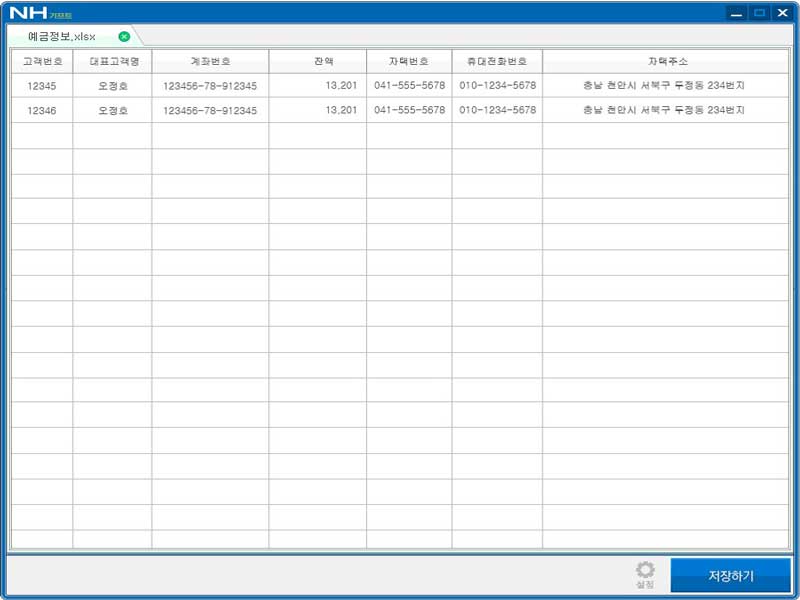 NH 기프트
예금정보.xlsx
고객번호 대표고객명 계좌번호 잔액 자택번호 휴대전화번호 자택주소
12345 오정호 123456-78-912345 13,201 041-555-5678 010-1234-5678 충남 천안시 서북구 두정동 234번지
12346 오정호 123456-78-912345 13,201 041-555-5678 010-1234-5678 충남 천안시 서북구 두정동 234번지
설정
저장하기